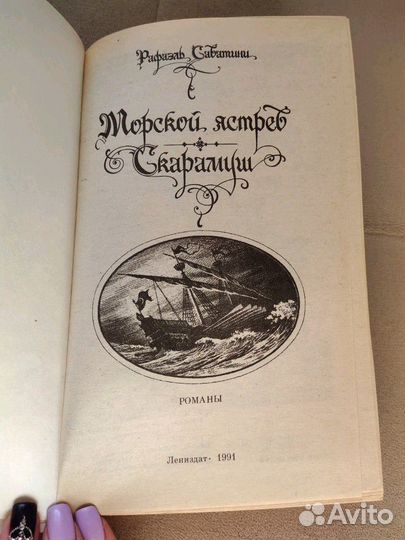 Рафаэль Сабатини
Морской ястреб
Скарамуш
РОМАНЫ
Лениздат · 1991
Avito